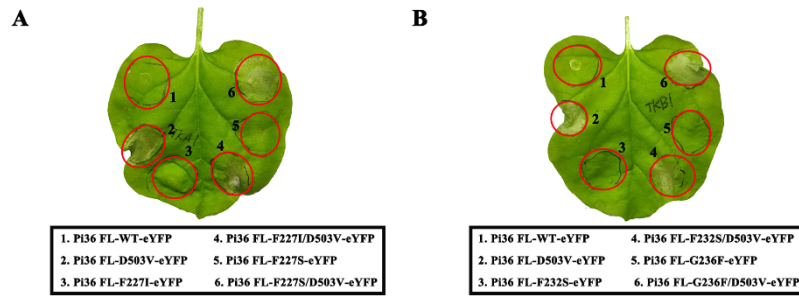 A
B
1
2
3
4
5
6
1
2
3
4
5
6
TKB1
1. Pi36 FL-WT-eYFP 4. Pi36 FL-F227I/D503V-eYFP
2. Pi36 FL-D503V-eYFP 5. Pi36 FL-F227S-eYFP
3. Pi36 FL-F227I-eYFP 6. Pi36 FL-F227S/D503V-eYFP
1. Pi36 FL-WT-eYFP 4. Pi36 FL-F232S/D503V-eYFP
2. Pi36 FL-D503V-eYFP 5. Pi36 FL-G236F-eYFP
3. Pi36 FL-F232S-eYFP 6. Pi36 FL-G236F/D503V-eYFP